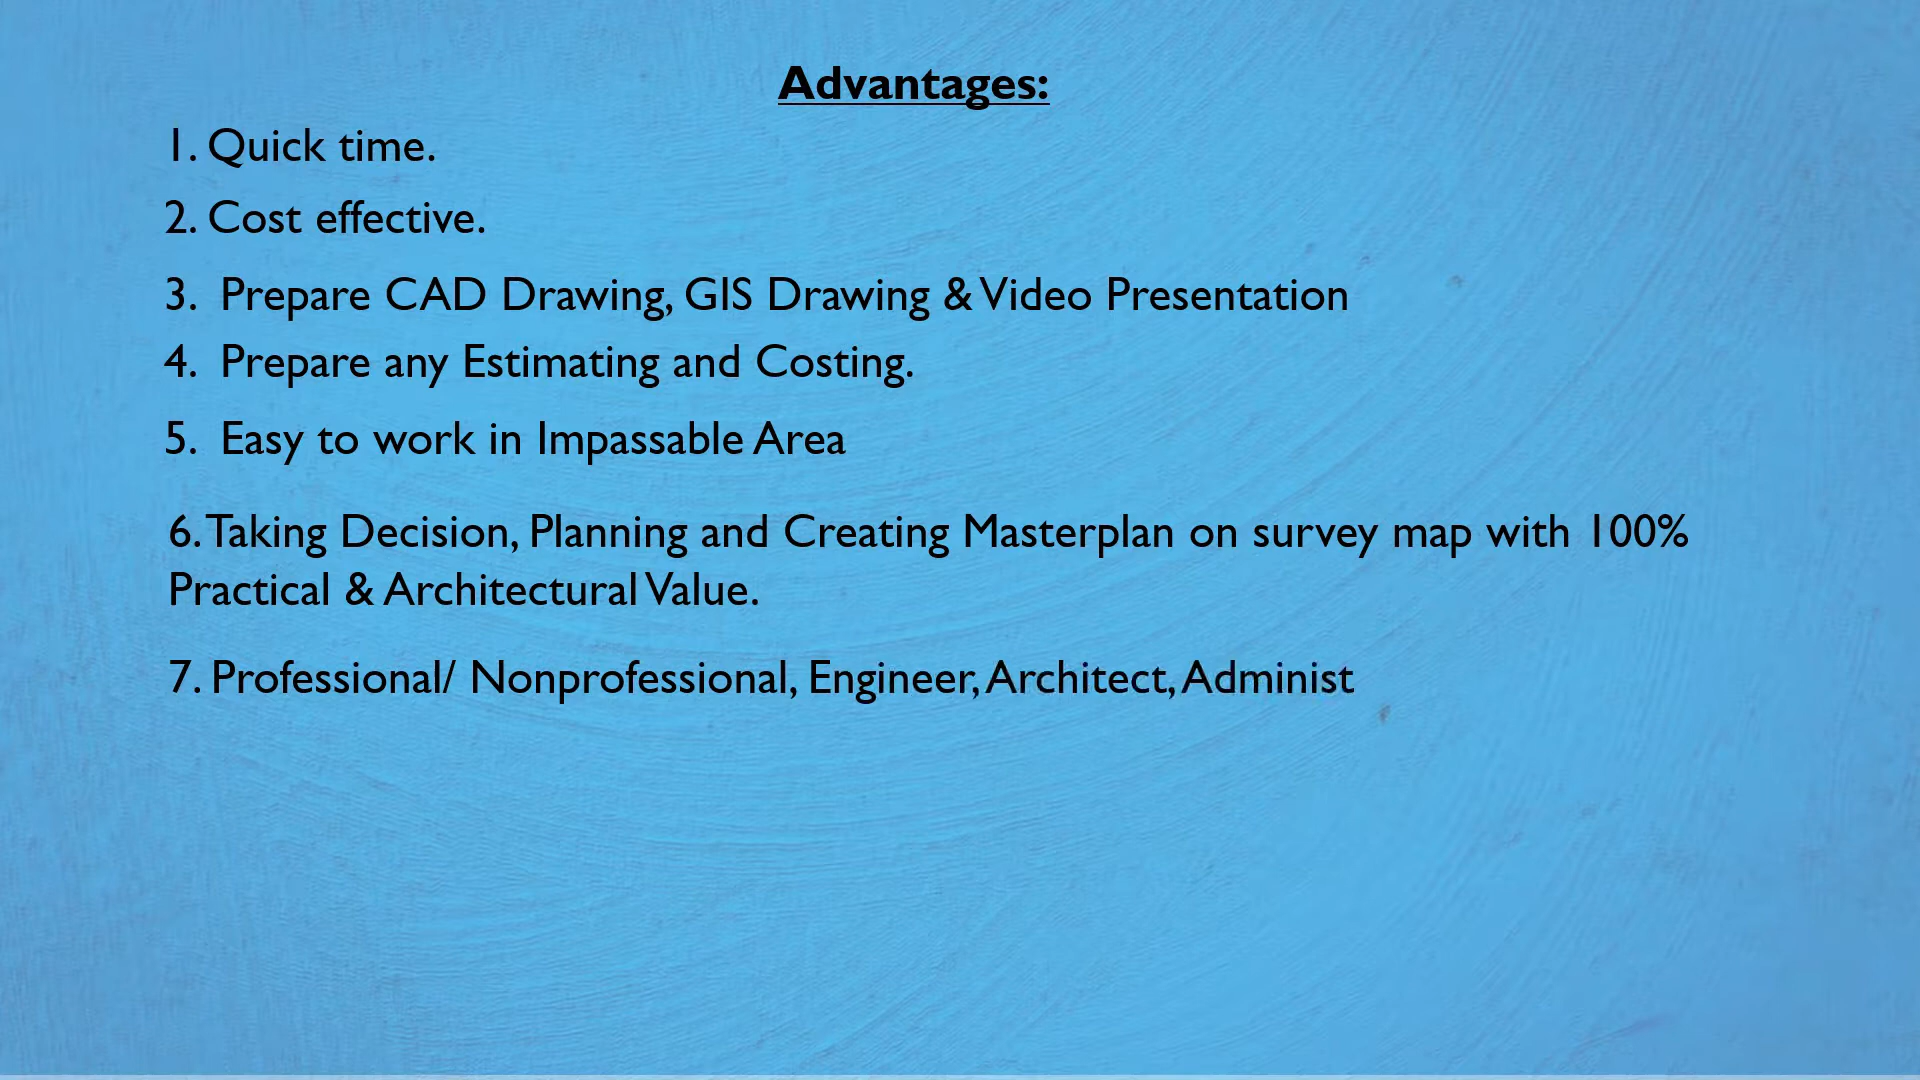 Advantages:
1. Quick time.
2. Cost effective.
3. Prepare CAD Drawing, GIS Drawing & Video Presentation
4. Prepare any Estimating and Costing.
5. Easy to work in Impassable Area
6. Taking Decision, Planning and Creating Masterplan on survey map with 100%
Practical & Architectural Value.
7. Professional/ Nonprofessional, Engineer, Architect, Administ